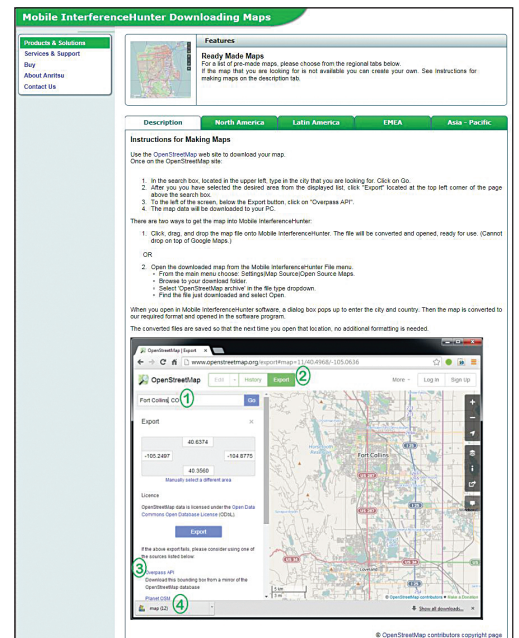 Mobile InterferenceHunter Downloading Maps
Products & Solutions
Services & Support
Buy
About Anritsu
Contact Us
Features
Ready Made Maps
For a list of pre-made maps, please choose from the regional tabs below.
If the map that you are looking for is not available you can create your own. See Instructions for
making maps on the description tab.
Description
North America
Latin America
EMEA
Asia - Pacific
Instructions for Making Maps
Use the OpenStreetMap web site to download your map.
Once on the OpenStreetMap site:
1. In the search box, located in the upper left, type in the city that you are looking for. Click on Go.
2. After you you have selected the desired area from the displayed list, click "Export" located at the top left corner of the page
above the search box.
3. To the left of the screen, below the Export button, click on "Overpass API".
4. The map data will be downloaded to your PC.
There are two ways to get the map into Mobile InterferenceHunter:
1. Click, drag, and drop the map file onto Mobile InterferenceHunter. The file will be converted and opened, ready for use. (Cannot
drop on top of Google Maps.)
OR
2. Open the downloaded map from the Mobile InterferenceHunter File menu.
• From the main menu choose: Settings|Map Source|Open Source Maps.
• Browse to your download folder.
• Select 'OpenStreetMap archive' in the file type dropdown.
• Find the file just downloaded and select Open.
When you open in Mobile InterferenceHunter software, a dialog box pops up to enter the city and country. Then the map is converted to
our required format and opened in the software program.
The converted files are saved so that the next time you open that location, no additional formatting is needed.
OpenStreetMap | Export
www.openstreetmap.org/export#map=11/40.4968/-105.0636
OpenStreetMap
Edit
History
Export
2
More
Log In
Sign Up
Fort Collins, CO
1
Go
Export
40.6374
-105.2497
-104.8775
40.3560
Manually select a different area
Licence
OpenStreetMap data is licensed under the Open Data
Commons Open Database License (ODbL).
Export
If the above export fails, please consider using one of
the sources listed below:
3
Overpass API
Download this bounding box from a mirror of the
OpenStreetMap database
Planet OSM
4
map (12)
Fort Collins
Loveland
5 km
3 mi
© OpenStreetMap contributors ♥ Make a Donation
Show all downloads...
© OpenStreetMap contributors copyright page